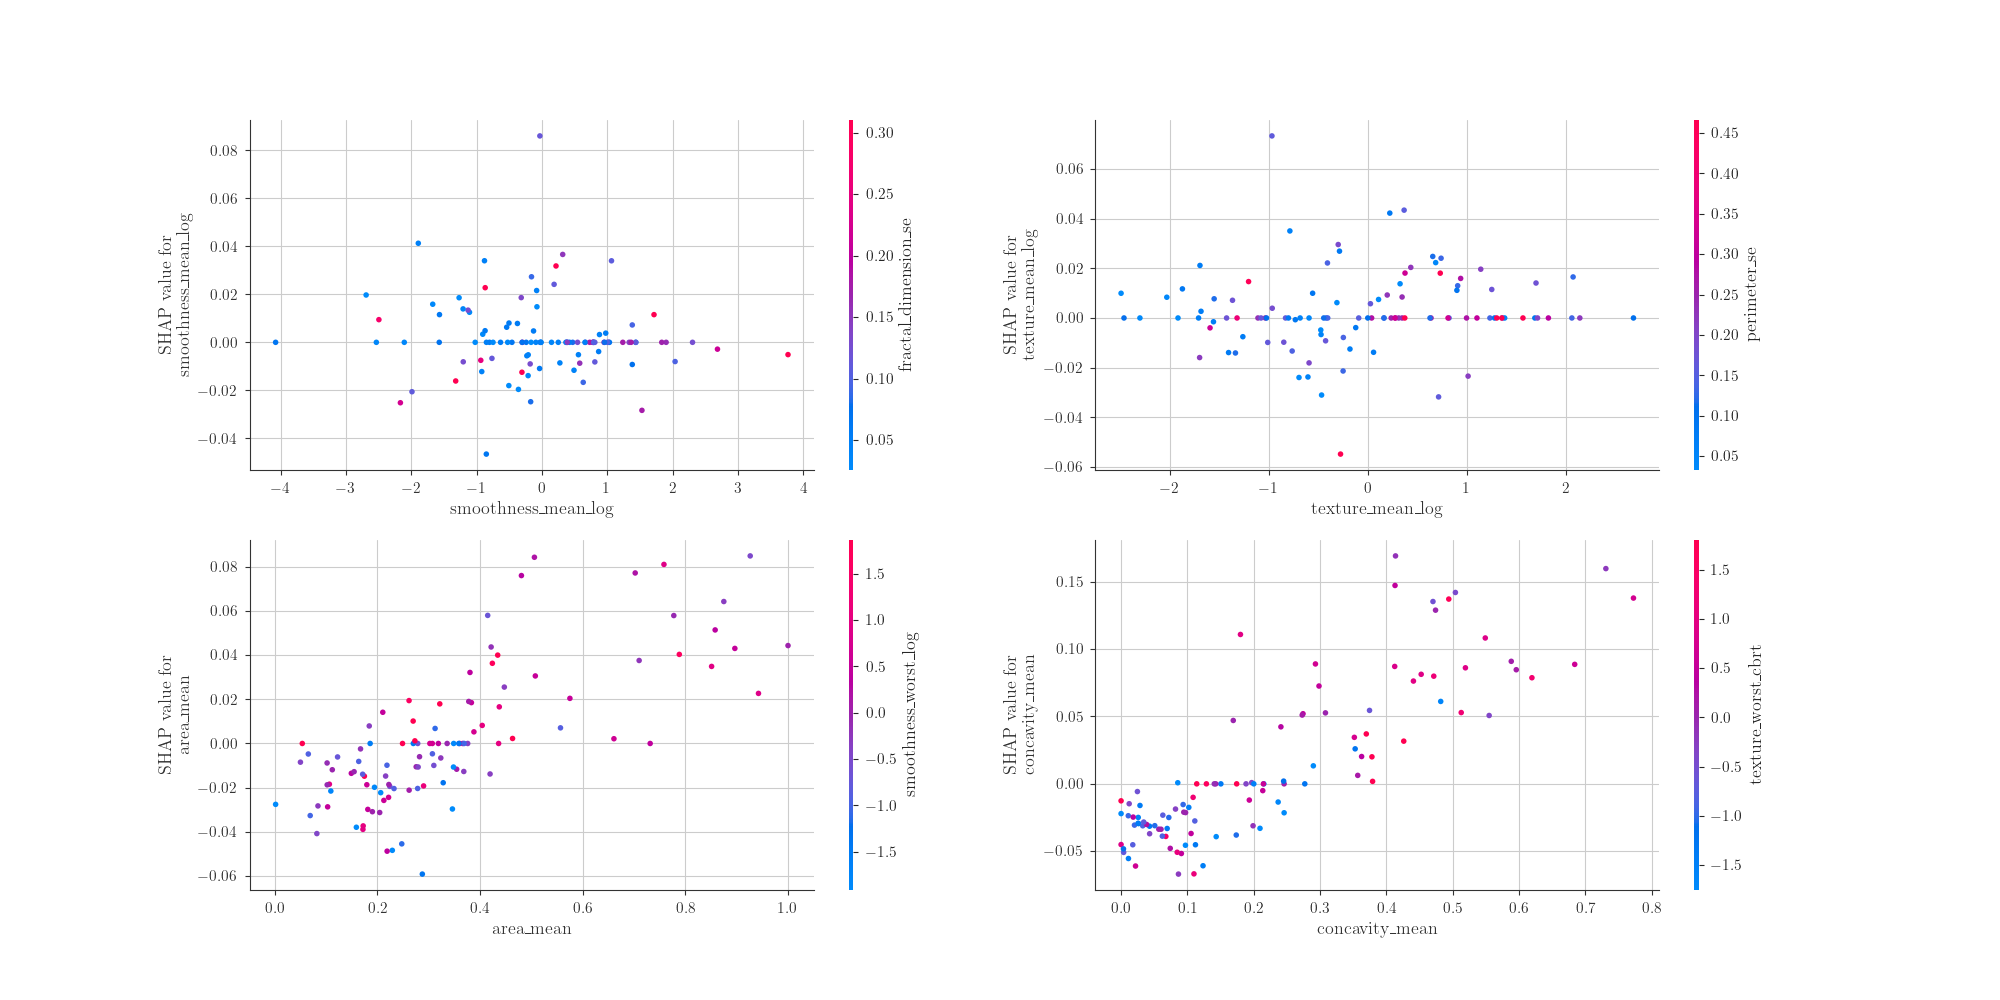 0.08
0.06
0.04
0.02
0.00
−0.02
−0.04
SHAP value for
smoothness_mean_log
−4 −3 −2 −1 0 1 2 3 4
smoothness_mean_log
0.30
0.25
0.20
0.15
0.10
0.05
fractal_dimension_se
0.06
0.04
0.02
0.00
−0.02
−0.04
−0.06
SHAP value for
texture_mean_log
−2 −1 0 1 2
texture_mean_log
0.45
0.40
0.35
0.30
0.25
0.20
0.15
0.10
0.05
perimeter_se
0.08
0.06
0.04
0.02
0.00
−0.02
−0.04
−0.06
SHAP value for
area_mean
0.0 0.2 0.4 0.6 0.8 1.0
area_mean
1.5
1.0
0.5
0.0
−0.5
−1.0
−1.5
smoothness_worst_log
0.15
0.10
0.05
0.00
−0.05
SHAP value for
concavity_mean
0.0 0.1 0.2 0.3 0.4 0.5 0.6 0.7 0.8
concavity_mean
1.5
1.0
0.5
0.0
−0.5
−1.0
−1.5
texture_worst_cbrt